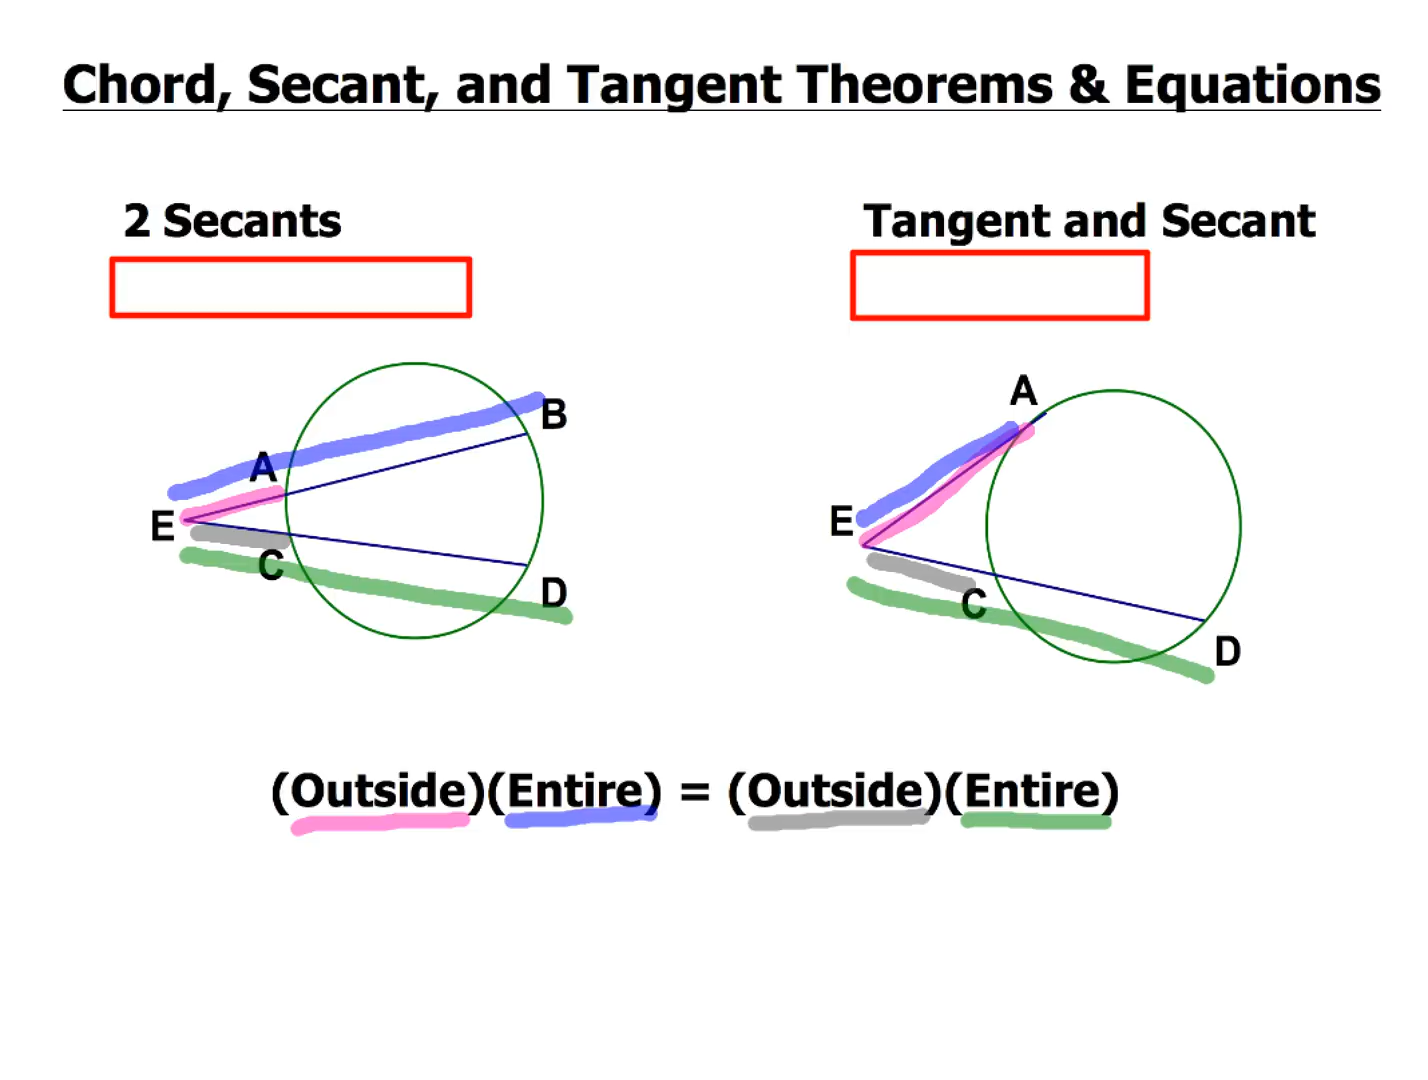 Chord, Secant, and Tangent Theorems & Equations
2 Secants
Tangent and Secant
A
B
E
C
D
A
E
C
D
(Outside)(Entire) = (Outside)(Entire)